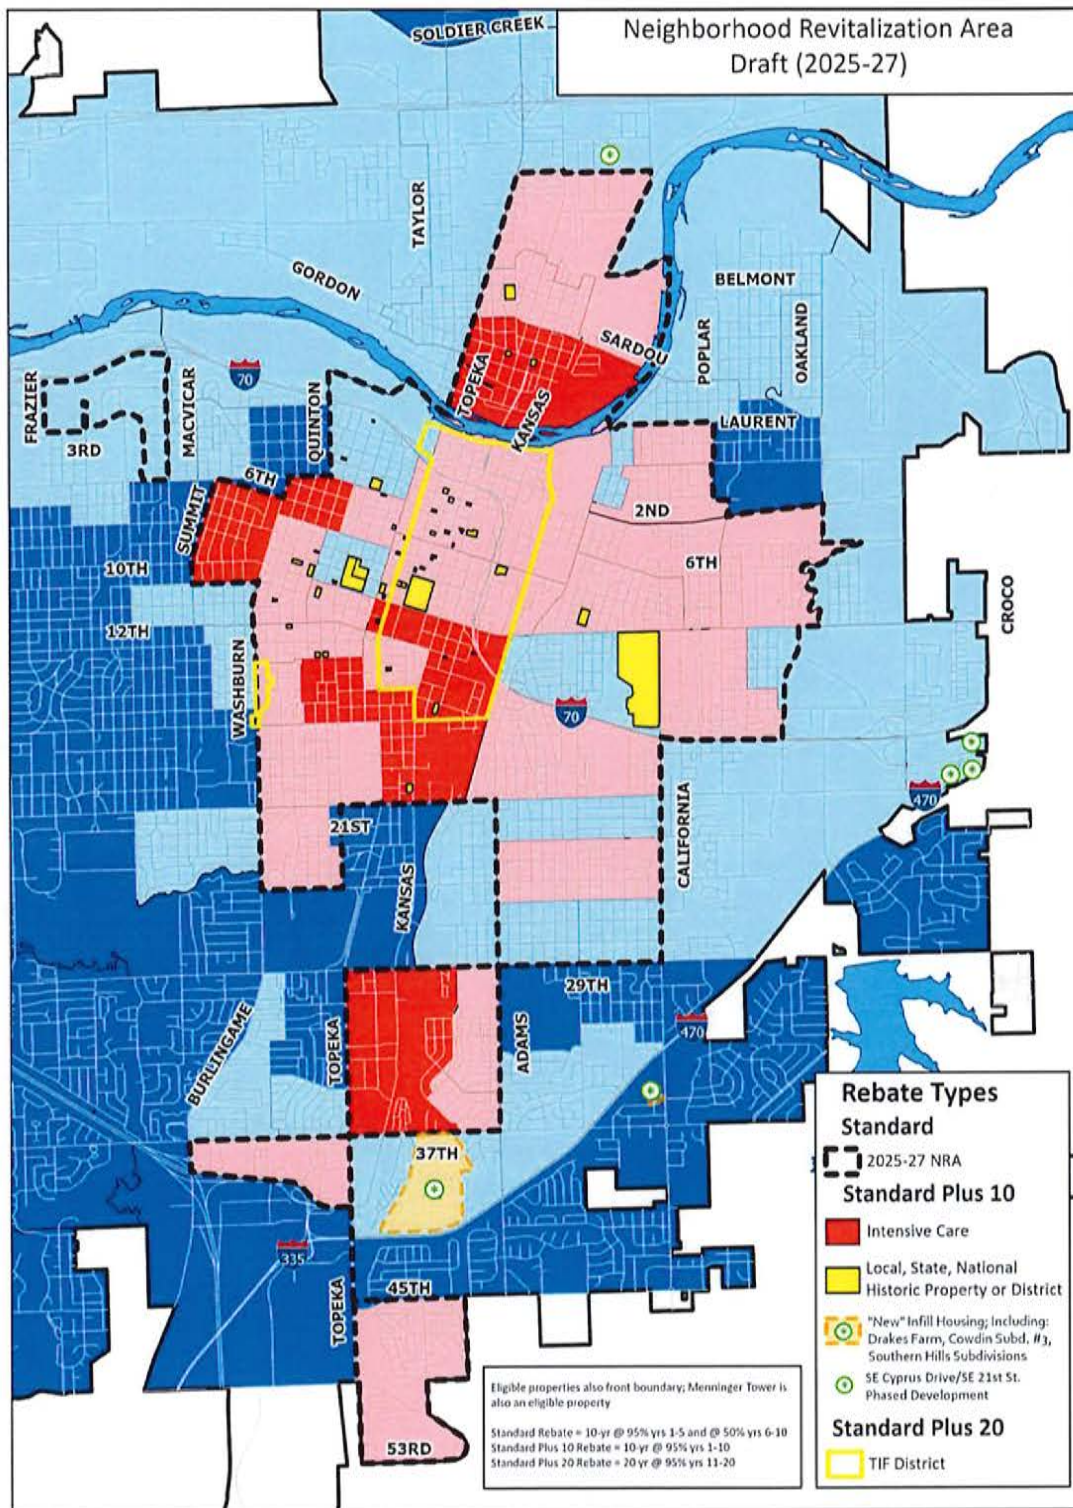 Neighborhood Revitalization Area
Draft (2025-27)
SOLDIER CREEK
TAYLOR
GORDON
BELMONT
SARDOU
POPLAR
OAKLAND
TOPEKA
KANSAS
70
FRAZIER
MACVICAR
QUINTON
3RD
LAURENT
6TH
SUMMIT
2ND
6TH
10TH
12TH
CROCO
WASHBURN
70
470
CALIFORNIA
21ST
KANSAS
29TH
BURLINGAME
TOPEKA
ADAMS
470
37TH
335
TOPEKA
45TH
53RD
Rebate Types
Standard
2025-27 NRA
Standard Plus 10
Intensive Care
Local, State, National
Historic Property or District
"New" Infill Housing; Including:
Drakes Farm, Cowdin Subd. #3,
Southern Hills Subdivisions
SE Cyprus Drive/SE 21st St.
Phased Development
Standard Plus 20
TIF District
Eligible properties also front boundary; Menninger Tower is
also an eligible property
Standard Rebate = 10-yr @ 95% yrs 1-5 and @ 50% yrs 6-10
Standard Plus 10 Rebate = 10-yr @ 95% yrs 1-10
Standard Plus 20 Rebate = 20 yr @ 95% yrs 11-20